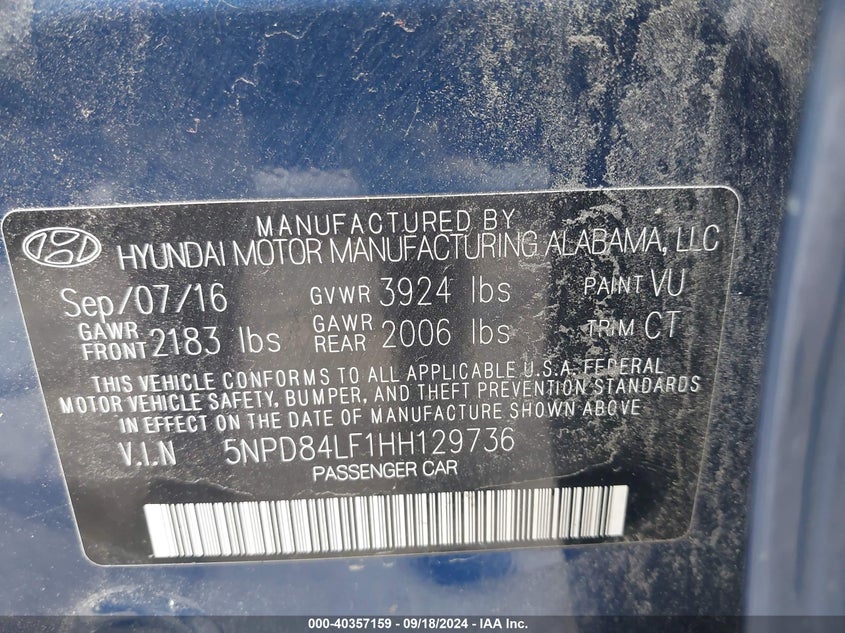 MANUFACTURED BY
HYUNDAI MOTOR MANUFACTURING ALABAMA, LLC
Sep/07/16 GVWR 3924 lbs PAINT VU
GAWR FRONT 2183 lbs GAWR REAR 2006 lbs TRIM CT
THIS VEHICLE CONFORMS TO ALL APPLICABLE U.S.A. FEDERAL
MOTOR VEHICLE SAFETY, BUMPER, AND THEFT PREVENTION STANDARDS
IN EFFECT ON THE DATE OF MANUFACTURE SHOWN ABOVE.
V.I.N 5NPD84LF1HH129736
PASSENGER CAR
000-40357159 - 09/18/2024 - IAA Inc.